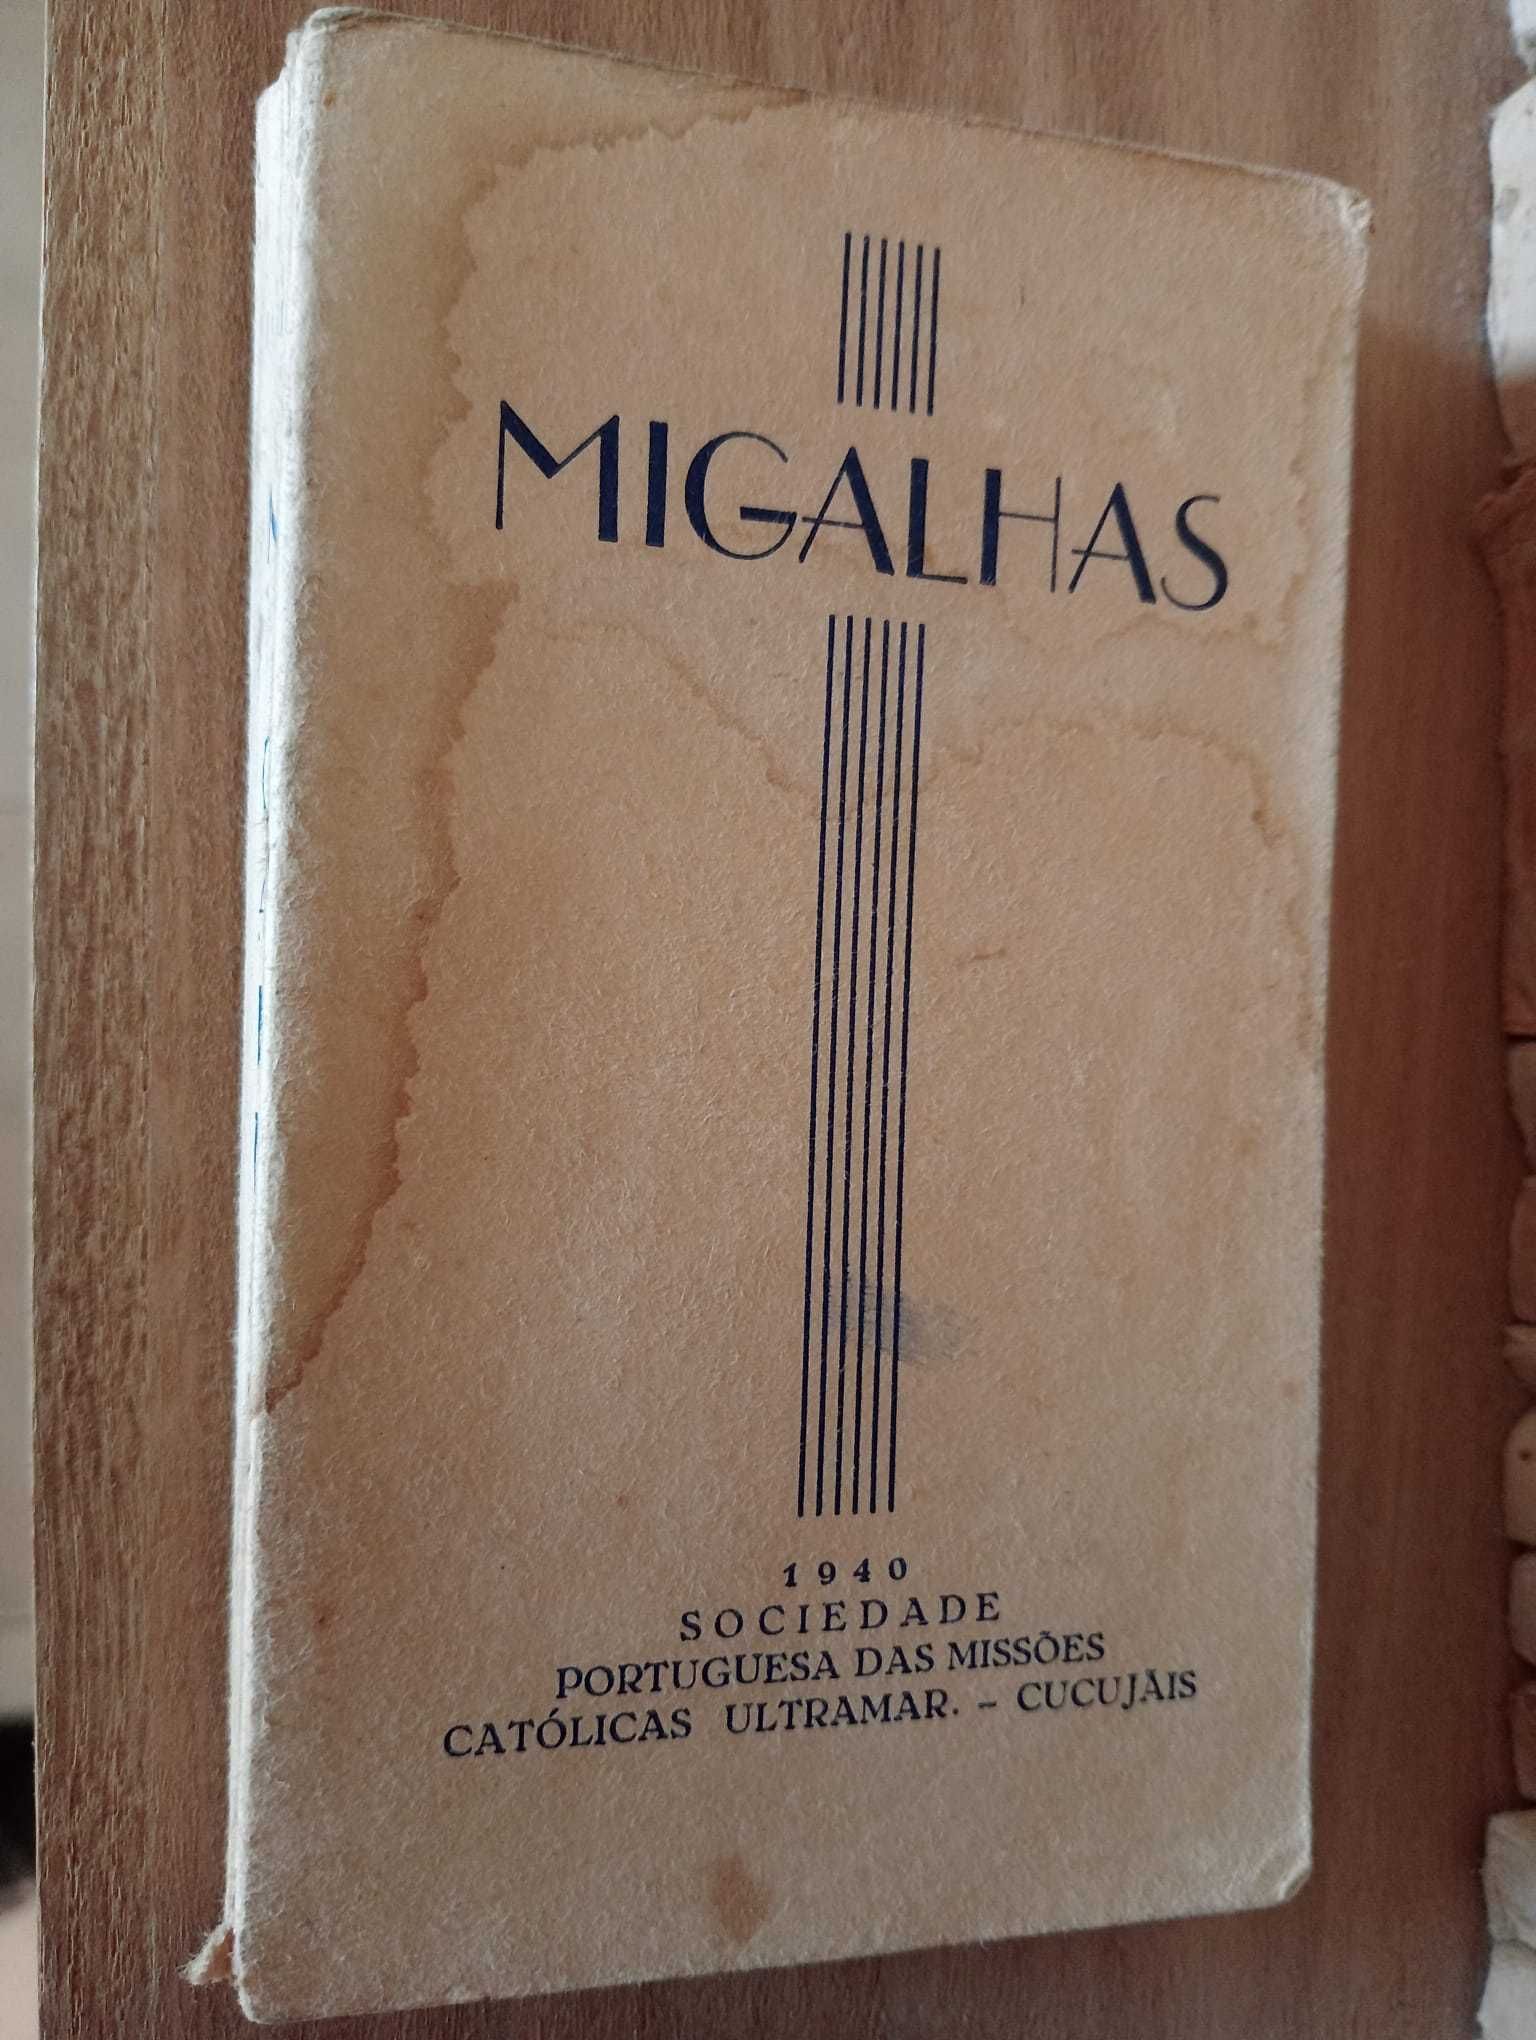 MIGALHAS
1940
SOCIEDADE
PORTUGUESA DAS MISSÕES
CATÓLICAS ULTRAMAR. - CUCUJÃIS